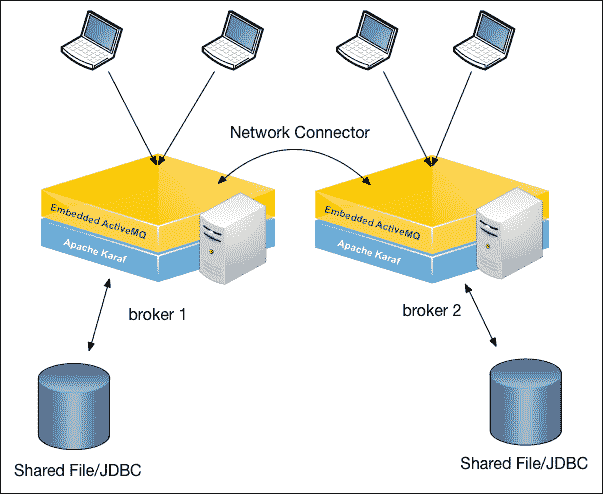 Network Connector
Embedded ActiveMQ
Apache Karaf
Embedded ActiveMQ
Apache Karaf
broker 1
broker 2
Shared File/JDBC
Shared File/JDBC